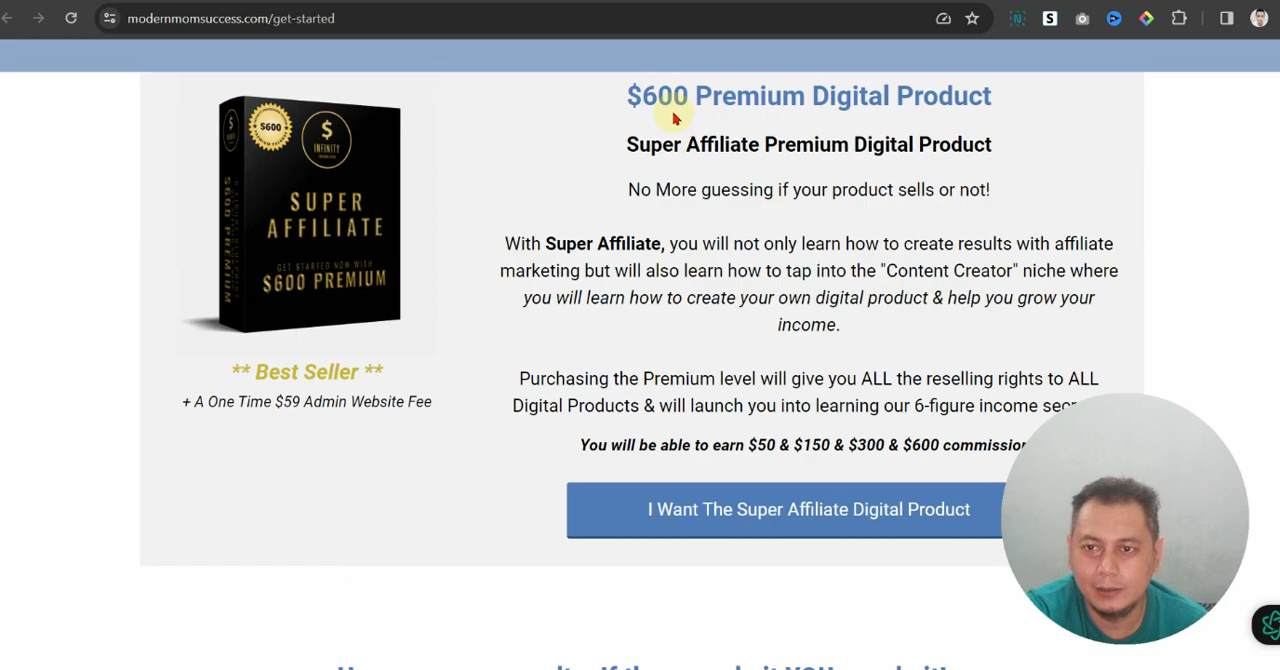 modernmomsuccess.com/get-started
$600 Premium Digital Product
Super Affiliate Premium Digital Product
No More guessing if your product sells or not!
With Super Affiliate, you will not only learn how to create results with affiliate
marketing but will also learn how to tap into the "Content Creator" niche where
you will learn how to create your own digital product & help you grow your
income.
Purchasing the Premium level will give you ALL the reselling rights to ALL
Digital Products & will launch you into learning our 6-figure income
You will be able to earn $50 & $150 & $300 & $600
I Want The Super Affiliate Digital Product
$600
$
INFINITY
SUPER
AFFILIATE
GET STARTED NOW WITH
$600 PREMIUM
$600 PREMIUM
** Best Seller **
+ A One Time $59 Admin Website Fee
N
S